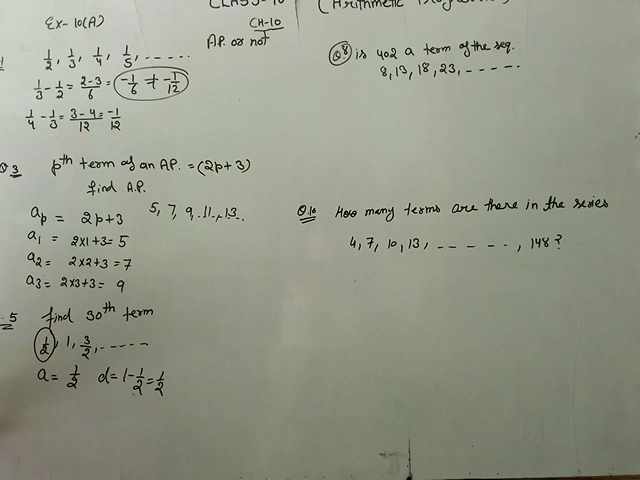 CLASS-10 (Arithmetic Progression
Ex-10(A) CH-10
A.P. or not
1/2, 1/3, 1/4, 1/5, -----
1/3 - 1/2 = (2-3)/6 = -1/6 ≠ -1/12
1/4 - 1/3 = (3-4)/12 = -1/12
Q3 pth term of an A.P. = (2p+3)
find A.P.
ap = 2p+3 5, 7, 9, 11, 13..
a1 = 2x1+3 = 5
a2 = 2x2+3 = 7
a3 = 2x3+3 = 9
.5 find 30th term
1/2, 1, 3/2, -----
a = 1/2 d = 1 - 1/2 = 1/2
Q.8 is 402 a term of the seq.
8, 13, 18, 23, -----
Q.10 How many terms are there in the series
4, 7, 10, 13, -----, 148?